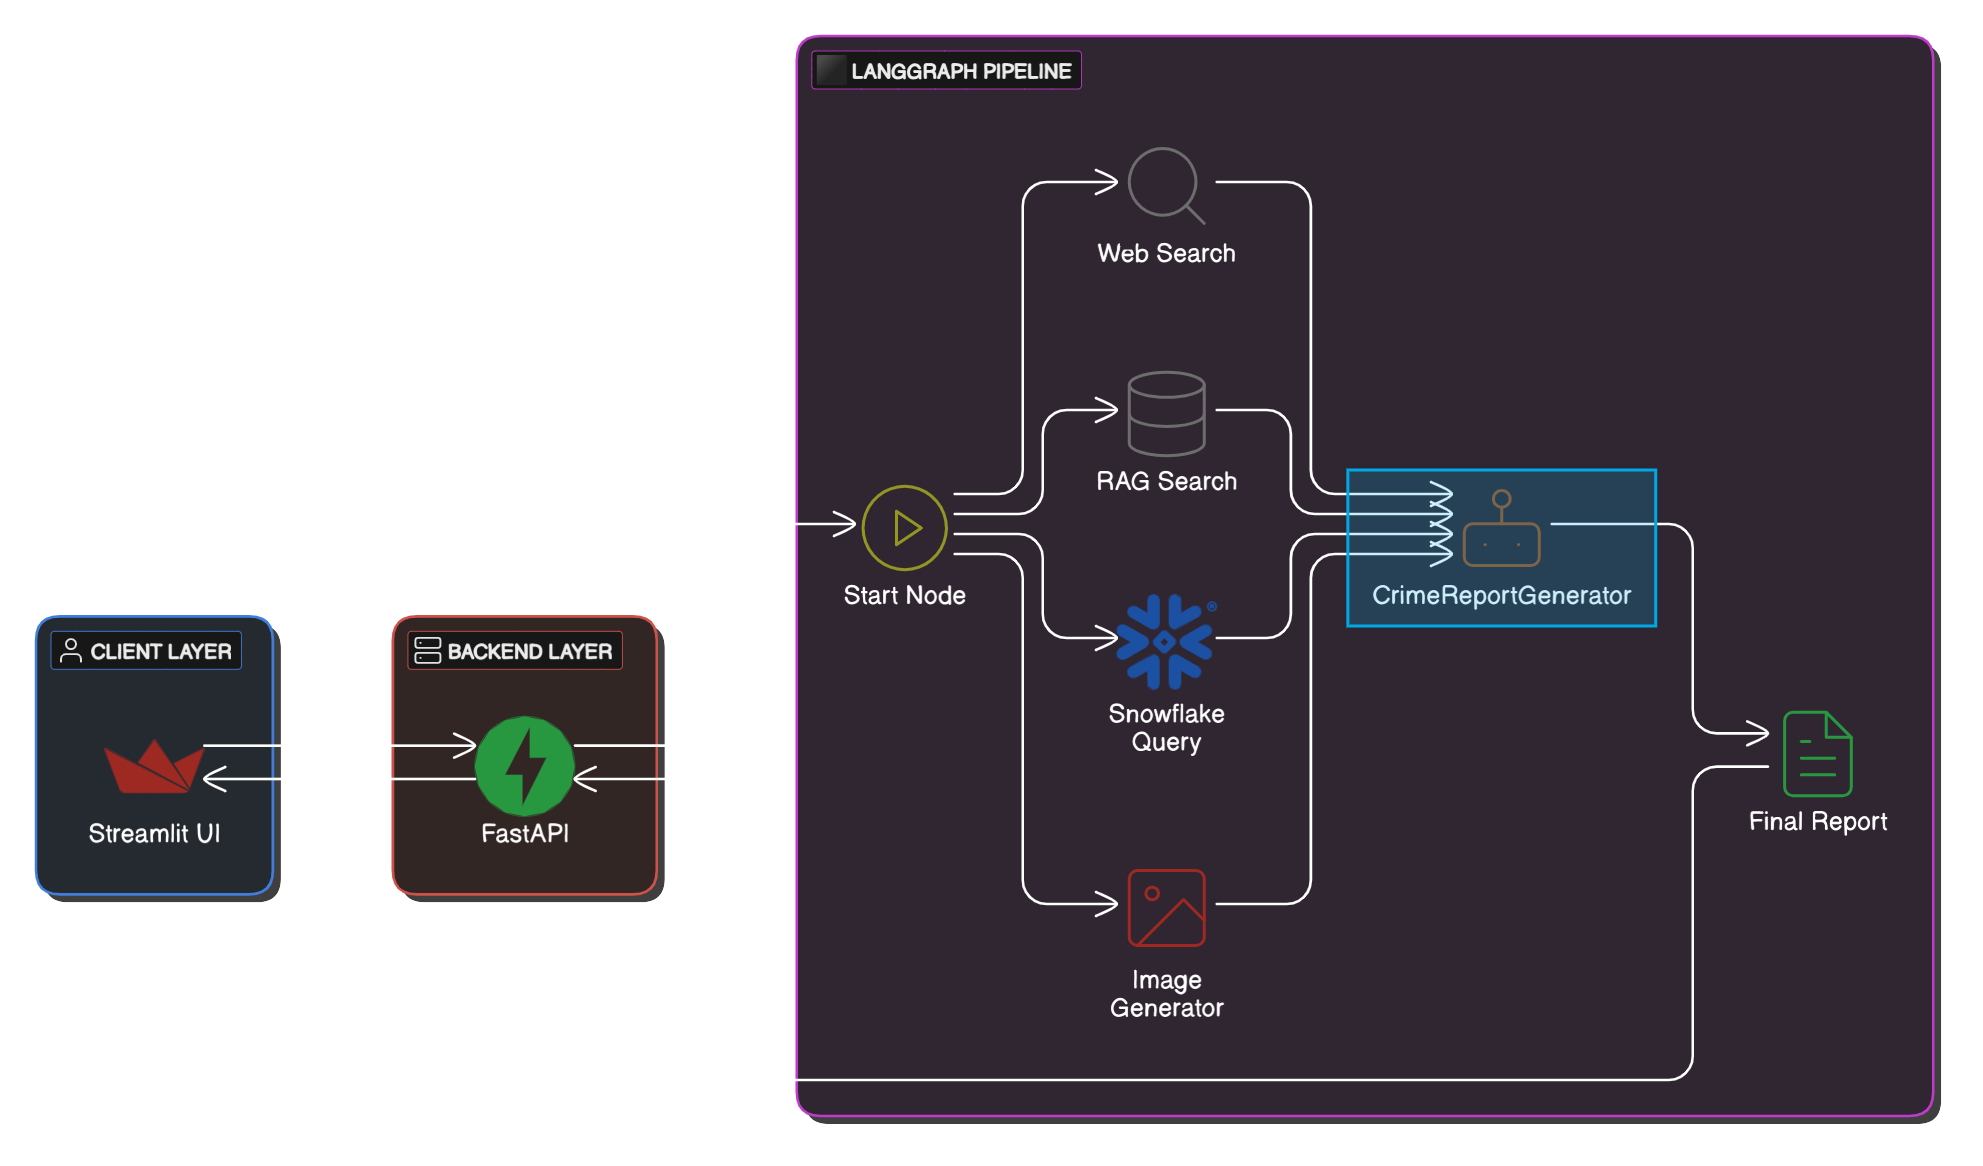 LANGGRAPH PIPELINE
Web Search
RAG Search
Start Node
CrimeReportGenerator
CLIENT LAYER
BACKEND LAYER
®
Snowflake
Query
Streamlit UI
FastAPI
Final Report
Image
Generator